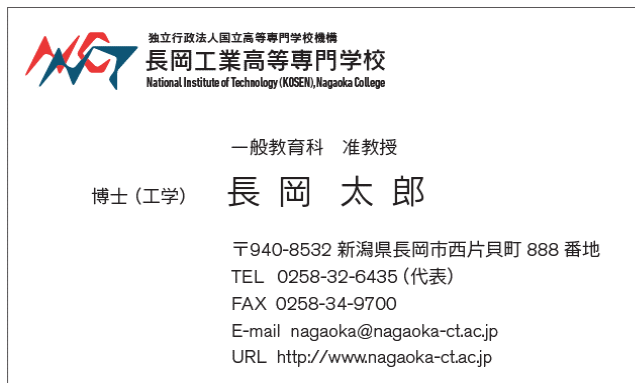 NNCT
独立行政法人国立高等専門学校機構
長岡工業高等専門学校
National Institute of Technology (KOSEN), Nagaoka College
一般教育科　准教授
博士（工学）　長岡　太郎
〒940-8532 新潟県長岡市西片貝町 888 番地
TEL 0258-32-6435（代表）
FAX 0258-34-9700
E-mail nagaoka@nagaoka-ct.ac.jp
URL http://www.nagaoka-ct.ac.jp